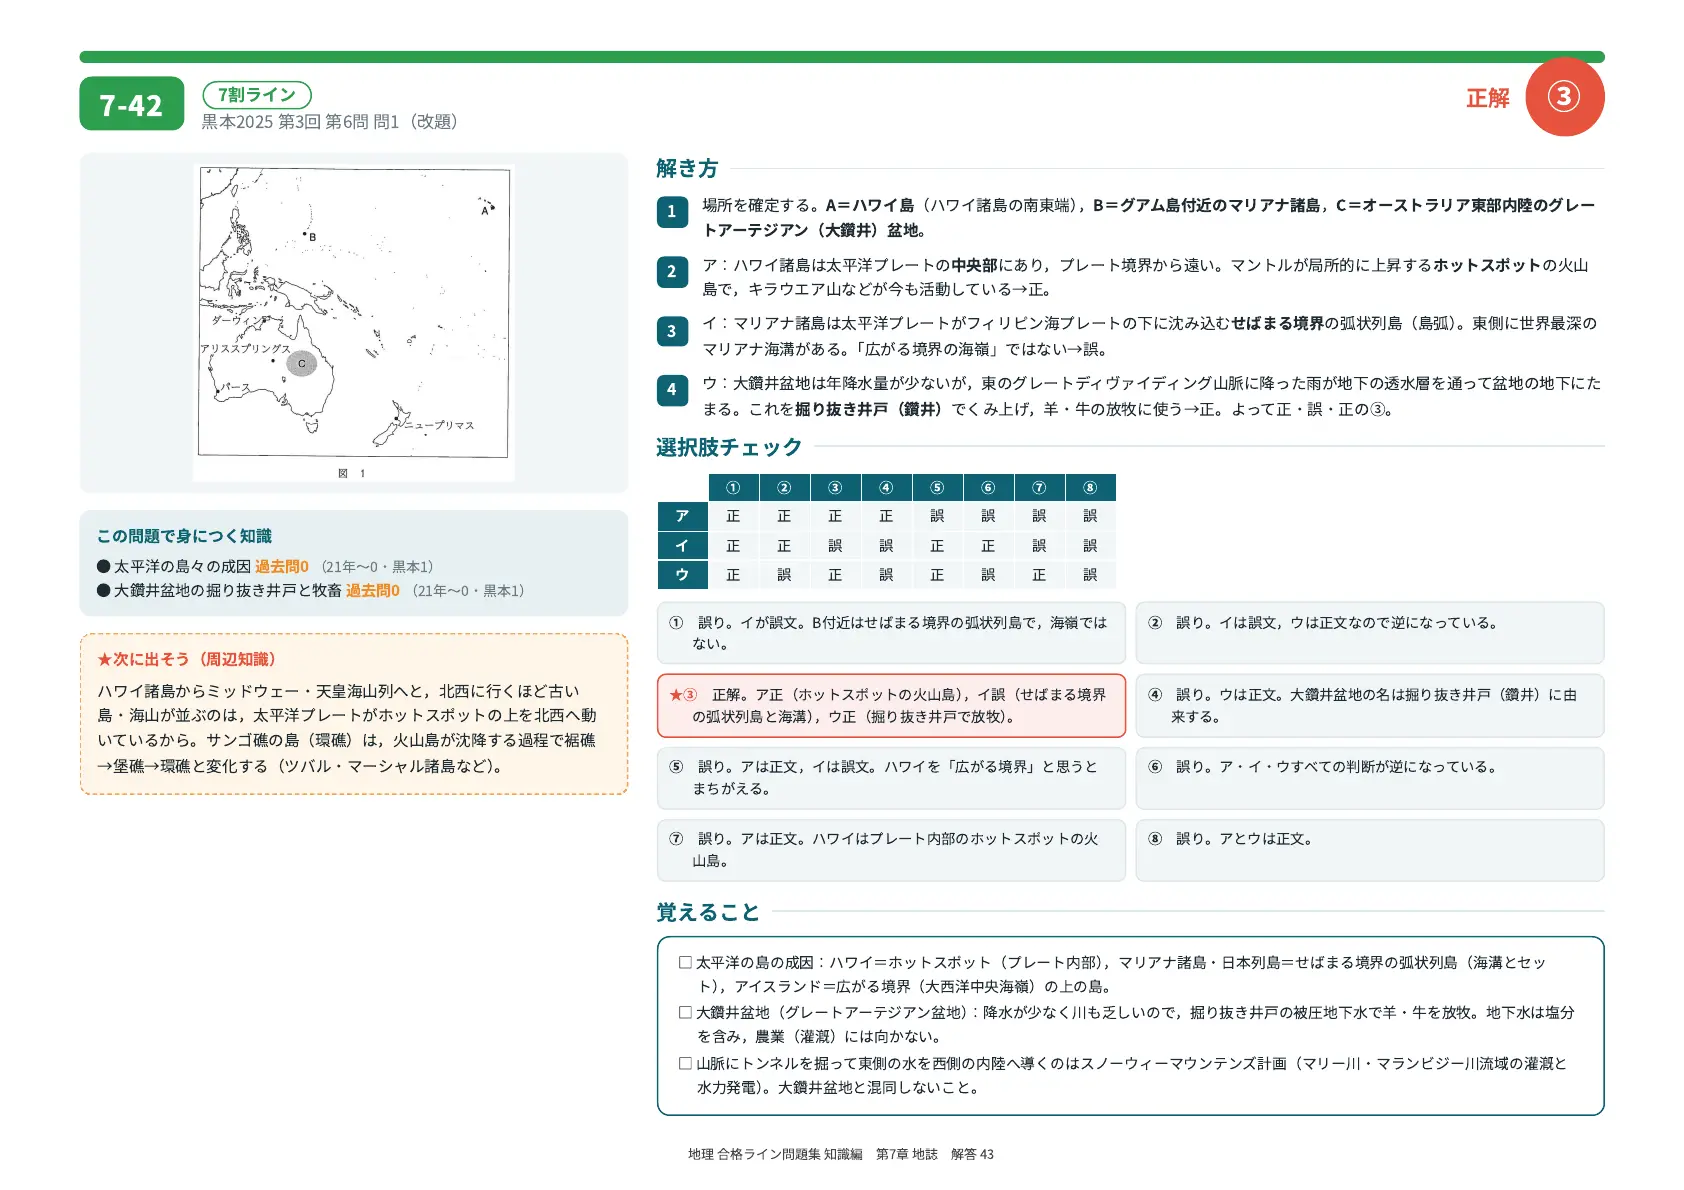 7-42
7割ライン
黒本2025 第3回 第6問 問1（改題）
正解 ③
A
B
ダーウィン
アリススプリングス
C
パース
ニュープリマス
図 1
この問題で身につく知識
● 太平洋の島々の成因 過去問0 （21年〜0・黒本1）
● 大鑽井盆地の掘り抜き井戸と牧畜 過去問0 （21年〜0・黒本1）
★次に出そう（周辺知識）
ハワイ諸島からミッドウェー・天皇海山列へと，北西に行くほど古い
島・海山が並ぶのは，太平洋プレートがホットスポットの上を北西へ動
いているから。サンゴ礁の島（環礁）は，火山島が沈降する過程で裾礁
→堡礁→環礁と変化する（ツバル・マーシャル諸島など）。
解き方
1 場所を確定する。A＝ハワイ島（ハワイ諸島の南東端），B＝グアム島付近のマリアナ諸島，C＝オーストラリア東部内陸のグレー
トアーテジアン（大鑽井）盆地。
2 ア：ハワイ諸島は太平洋プレートの中央部にあり，プレート境界から遠い。マントルが局所的に上昇するホットスポットの火山
島で，キラウエア山などが今も活動している→正。
3 イ：マリアナ諸島は太平洋プレートがフィリピン海プレートの下に沈み込むせばまる境界の弧状列島（島弧）。東側に世界最深の
マリアナ海溝がある。「広がる境界の海嶺」ではない→誤。
4 ウ：大鑽井盆地は年降水量が少ないが，東のグレートディヴァイディング山脈に降った雨が地下の透水層を通って盆地の地下にた
まる。これを掘り抜き井戸（鑽井）でくみ上げ，羊・牛の放牧に使う→正。よって正・誤・正の③。
選択肢チェック
① ② ③ ④ ⑤ ⑥ ⑦ ⑧
ア 正 正 正 正 誤 誤 誤 誤
イ 正 正 誤 誤 正 正 誤 誤
ウ 正 誤 正 誤 正 誤 正 誤
① 誤り。イが誤文。B付近はせばまる境界の弧状列島で，海嶺では
ない。
② 誤り。イは誤文，ウは正文なので逆になっている。
★③ 正解。ア正（ホットスポットの火山島），イ誤（せばまる境界
の弧状列島と海溝），ウ正（掘り抜き井戸で放牧）。
④ 誤り。ウは正文。大鑽井盆地の名は掘り抜き井戸（鑽井）に由
来する。
⑤ 誤り。アは正文，イは誤文。ハワイを「広がる境界」と思うと
まちがえる。
⑥ 誤り。ア・イ・ウすべての判断が逆になっている。
⑦ 誤り。アは正文。ハワイはプレート内部のホットスポットの火
山島。
⑧ 誤り。アとウは正文。
覚えること
□ 太平洋の島の成因：ハワイ＝ホットスポット（プレート内部），マリアナ諸島・日本列島＝せばまる境界の弧状列島（海溝とセッ
ト），アイスランド＝広がる境界（大西洋中央海嶺）の上の島。
□ 大鑽井盆地（グレートアーテジアン盆地）：降水が少なく川も乏しいので，掘り抜き井戸の被圧地下水で羊・牛を放牧。地下水は塩分
を含み，農業（灌漑）には向かない。
□ 山脈にトンネルを掘って東側の水を西側の内陸へ導くのはスノーウィーマウンテンズ計画（マリー川・マランビジー川流域の灌漑と
水力発電）。大鑽井盆地と混同しないこと。
地理 合格ライン問題集 知識編 第7章 地誌 解答 43